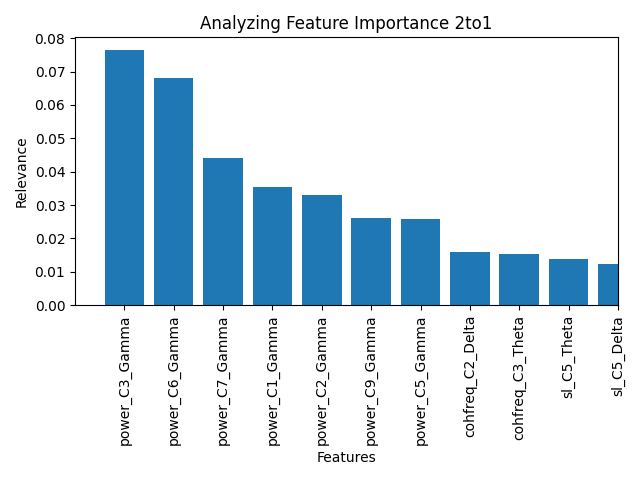 Analyzing Feature Importance 2to1
0.08
0.07
0.06
0.05
0.04
0.03
0.02
0.01
0.00
Relevance
power_C3_Gamma
power_C6_Gamma
power_C7_Gamma
power_C1_Gamma
power_C2_Gamma
power_C9_Gamma
power_C5_Gamma
cohfreq_C2_Delta
cohfreq_C3_Theta
sl_C5_Theta
sl_C5_Delta
Features